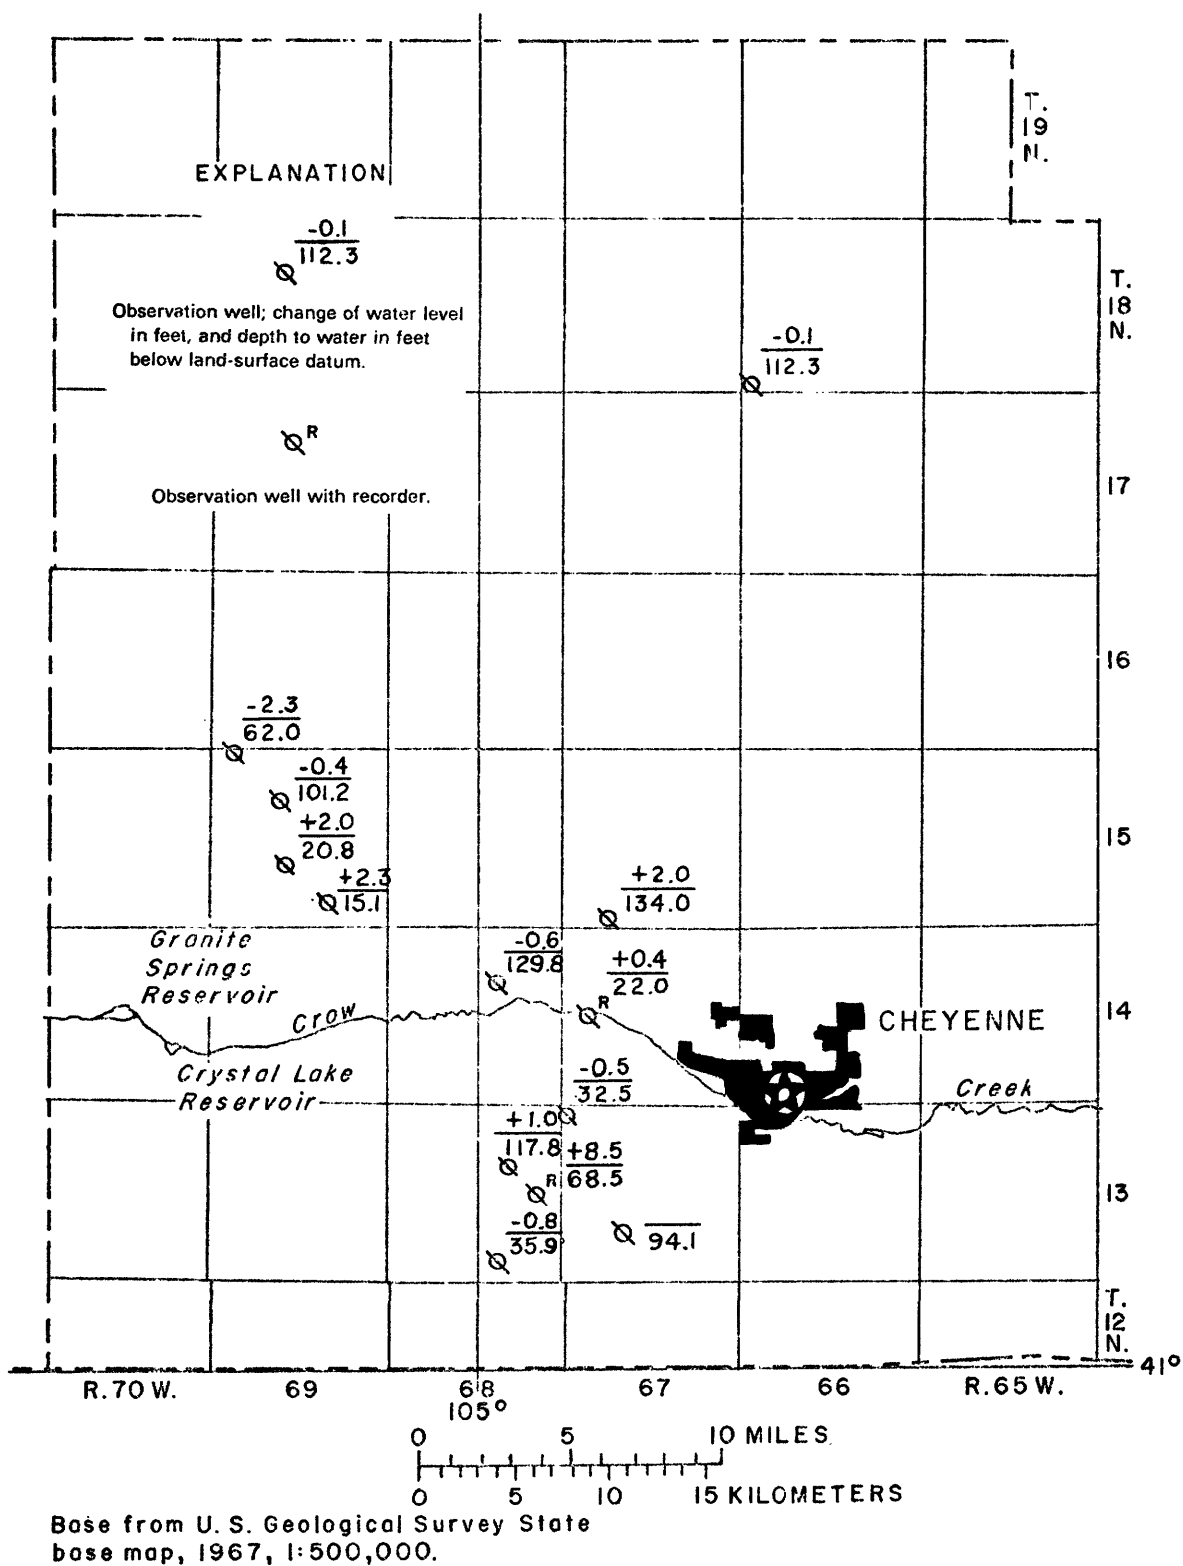 T.
19
N.
EXPLANATION
-0.1
112.3
Observation well; change of water level
in feet, and depth to water in feet
below land-surface datum.
R
Observation well with recorder.
T.
18
N.
-0.1
112.3
17
16
-2.3
62.0
-0.4
101.2
+2.0
20.8
+2.3
15.1
15
+2.0
134.0
Granite
Springs
Reservoir
-0.6
129.8
+0.4
22.0
R
Crow
14
CHEYENNE
Crystal Lake
Reservoir
-0.5
32.5
Creek
+1.0
117.8
+8.5
68.5
R
13
-0.8
35.9
94.1
T.
12
N.
41°
R.70 W. 69 68 67 66 R.65 W.
105°
0 5 10 MILES
0 5 10 15 KILOMETERS
Base from U. S. Geological Survey State
base map, 1967, 1:500,000.